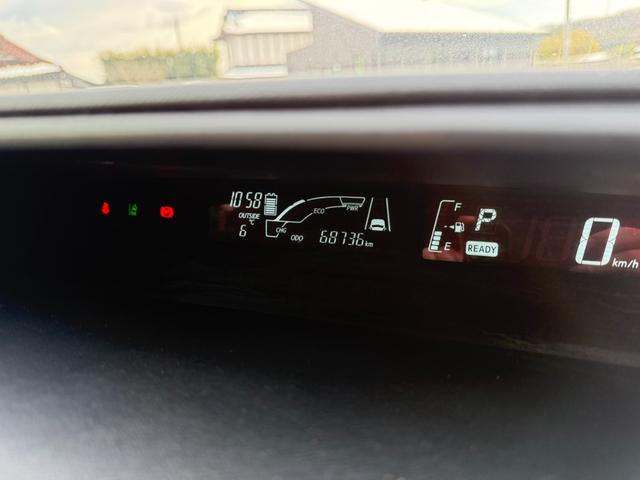 10:58
OUTSIDE
°C
6
ECO
PWR
CHG
ODO 68736 km
F
E
P
READY
0
km/h